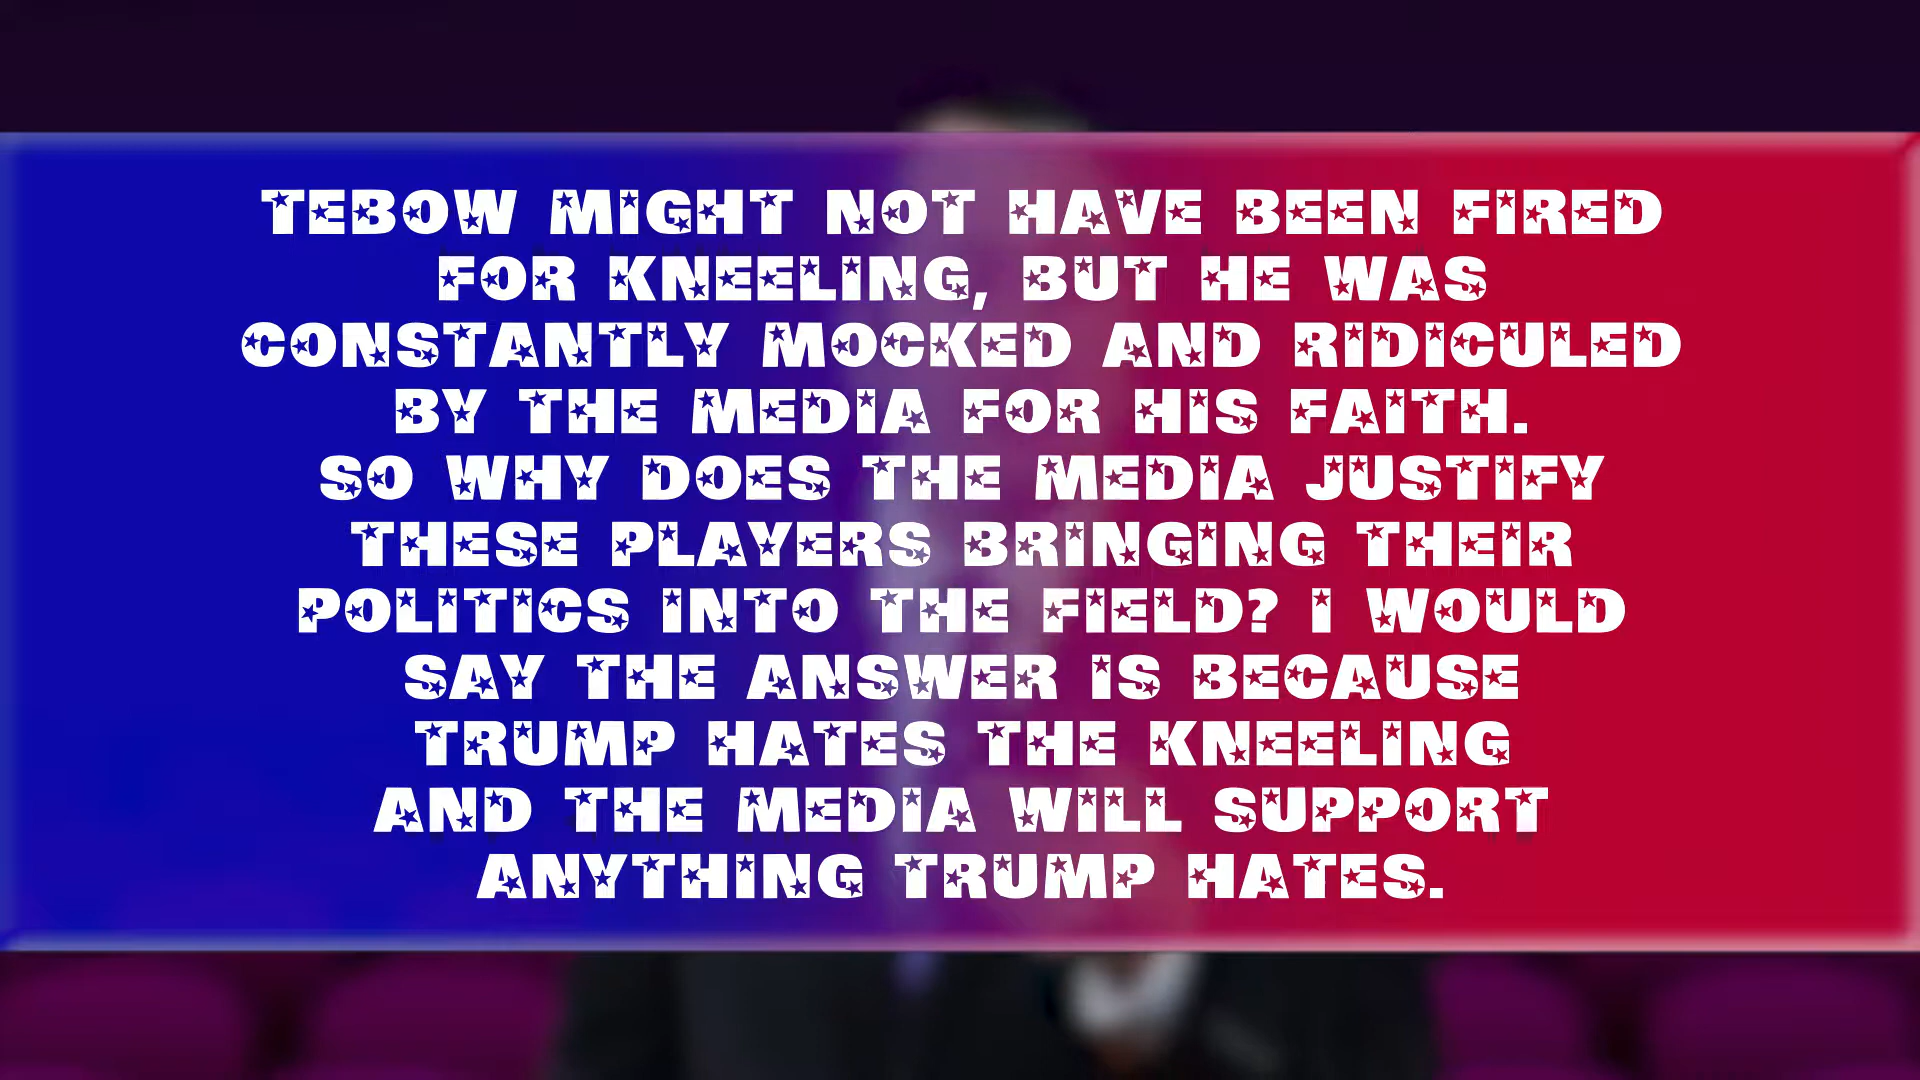 TEBOW MIGHT NOT HAVE BEEN FIRED
FOR KNEELING, BUT HE WAS
CONSTANTLY MOCKED AND RIDICULED
BY THE MEDIA FOR HIS FAITH.
SO WHY DOES THE MEDIA JUSTIFY
THESE PLAYERS BRINGING THEIR
POLITICS INTO THE FIELD? I WOULD
SAY THE ANSWER IS BECAUSE
TRUMP HATES THE KNEELING
AND THE MEDIA WILL SUPPORT
ANYTHING TRUMP HATES.